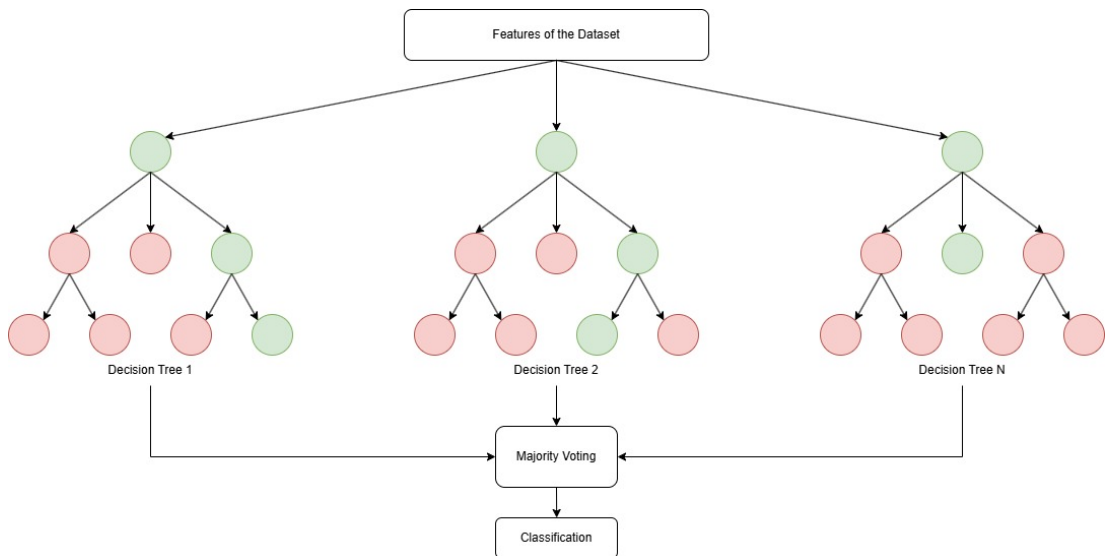 Features of the Dataset
Decision Tree 1
Decision Tree 2
Decision Tree N
Majority Voting
Classification